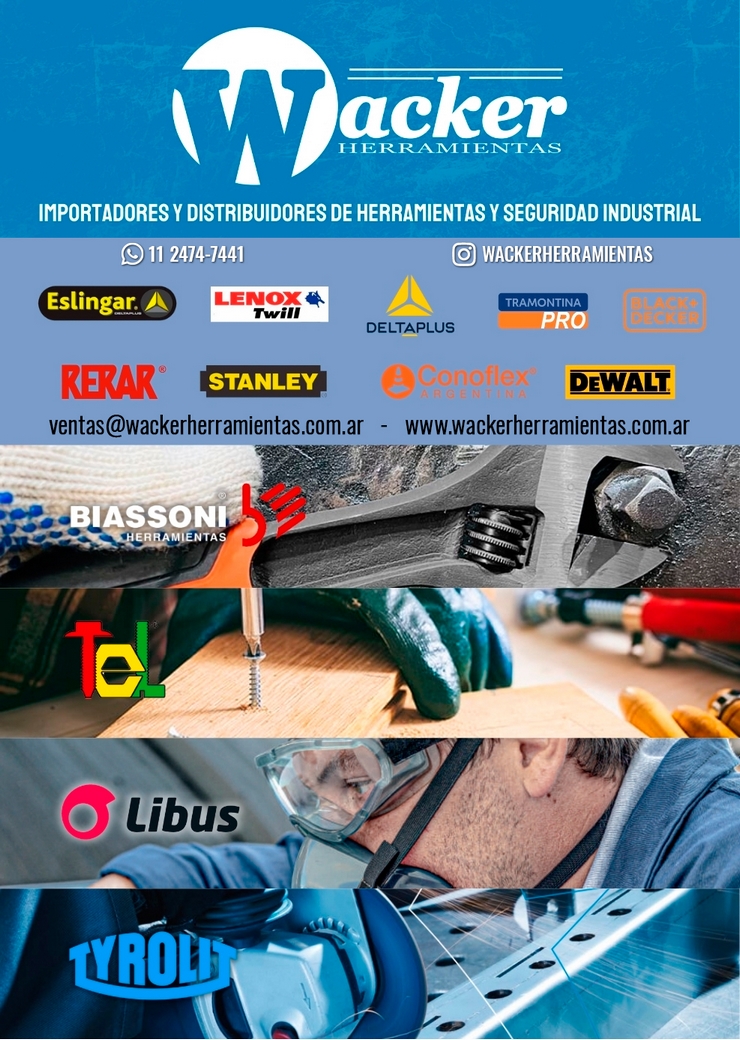 Wacker
HERRAMIENTAS
IMPORTADORES Y DISTRIBUIDORES DE HERRAMIENTAS Y SEGURIDAD INDUSTRIAL
11 2474-7441
WACKERHERRAMIENTAS
Eslingar.
DELTAPLUS
LENOX
Twill
DELTAPLUS
TRAMONTINA
PRO
BLACK+
DECKER
RERAR®
STANLEY
Conoflex®
ARGENTINA
DEWALT
ventas@wackerherramientas.com.ar - www.wackerherramientas.com.ar
BIASSONI
HERRAMIENTAS
TEL
Libus
TYROLIT